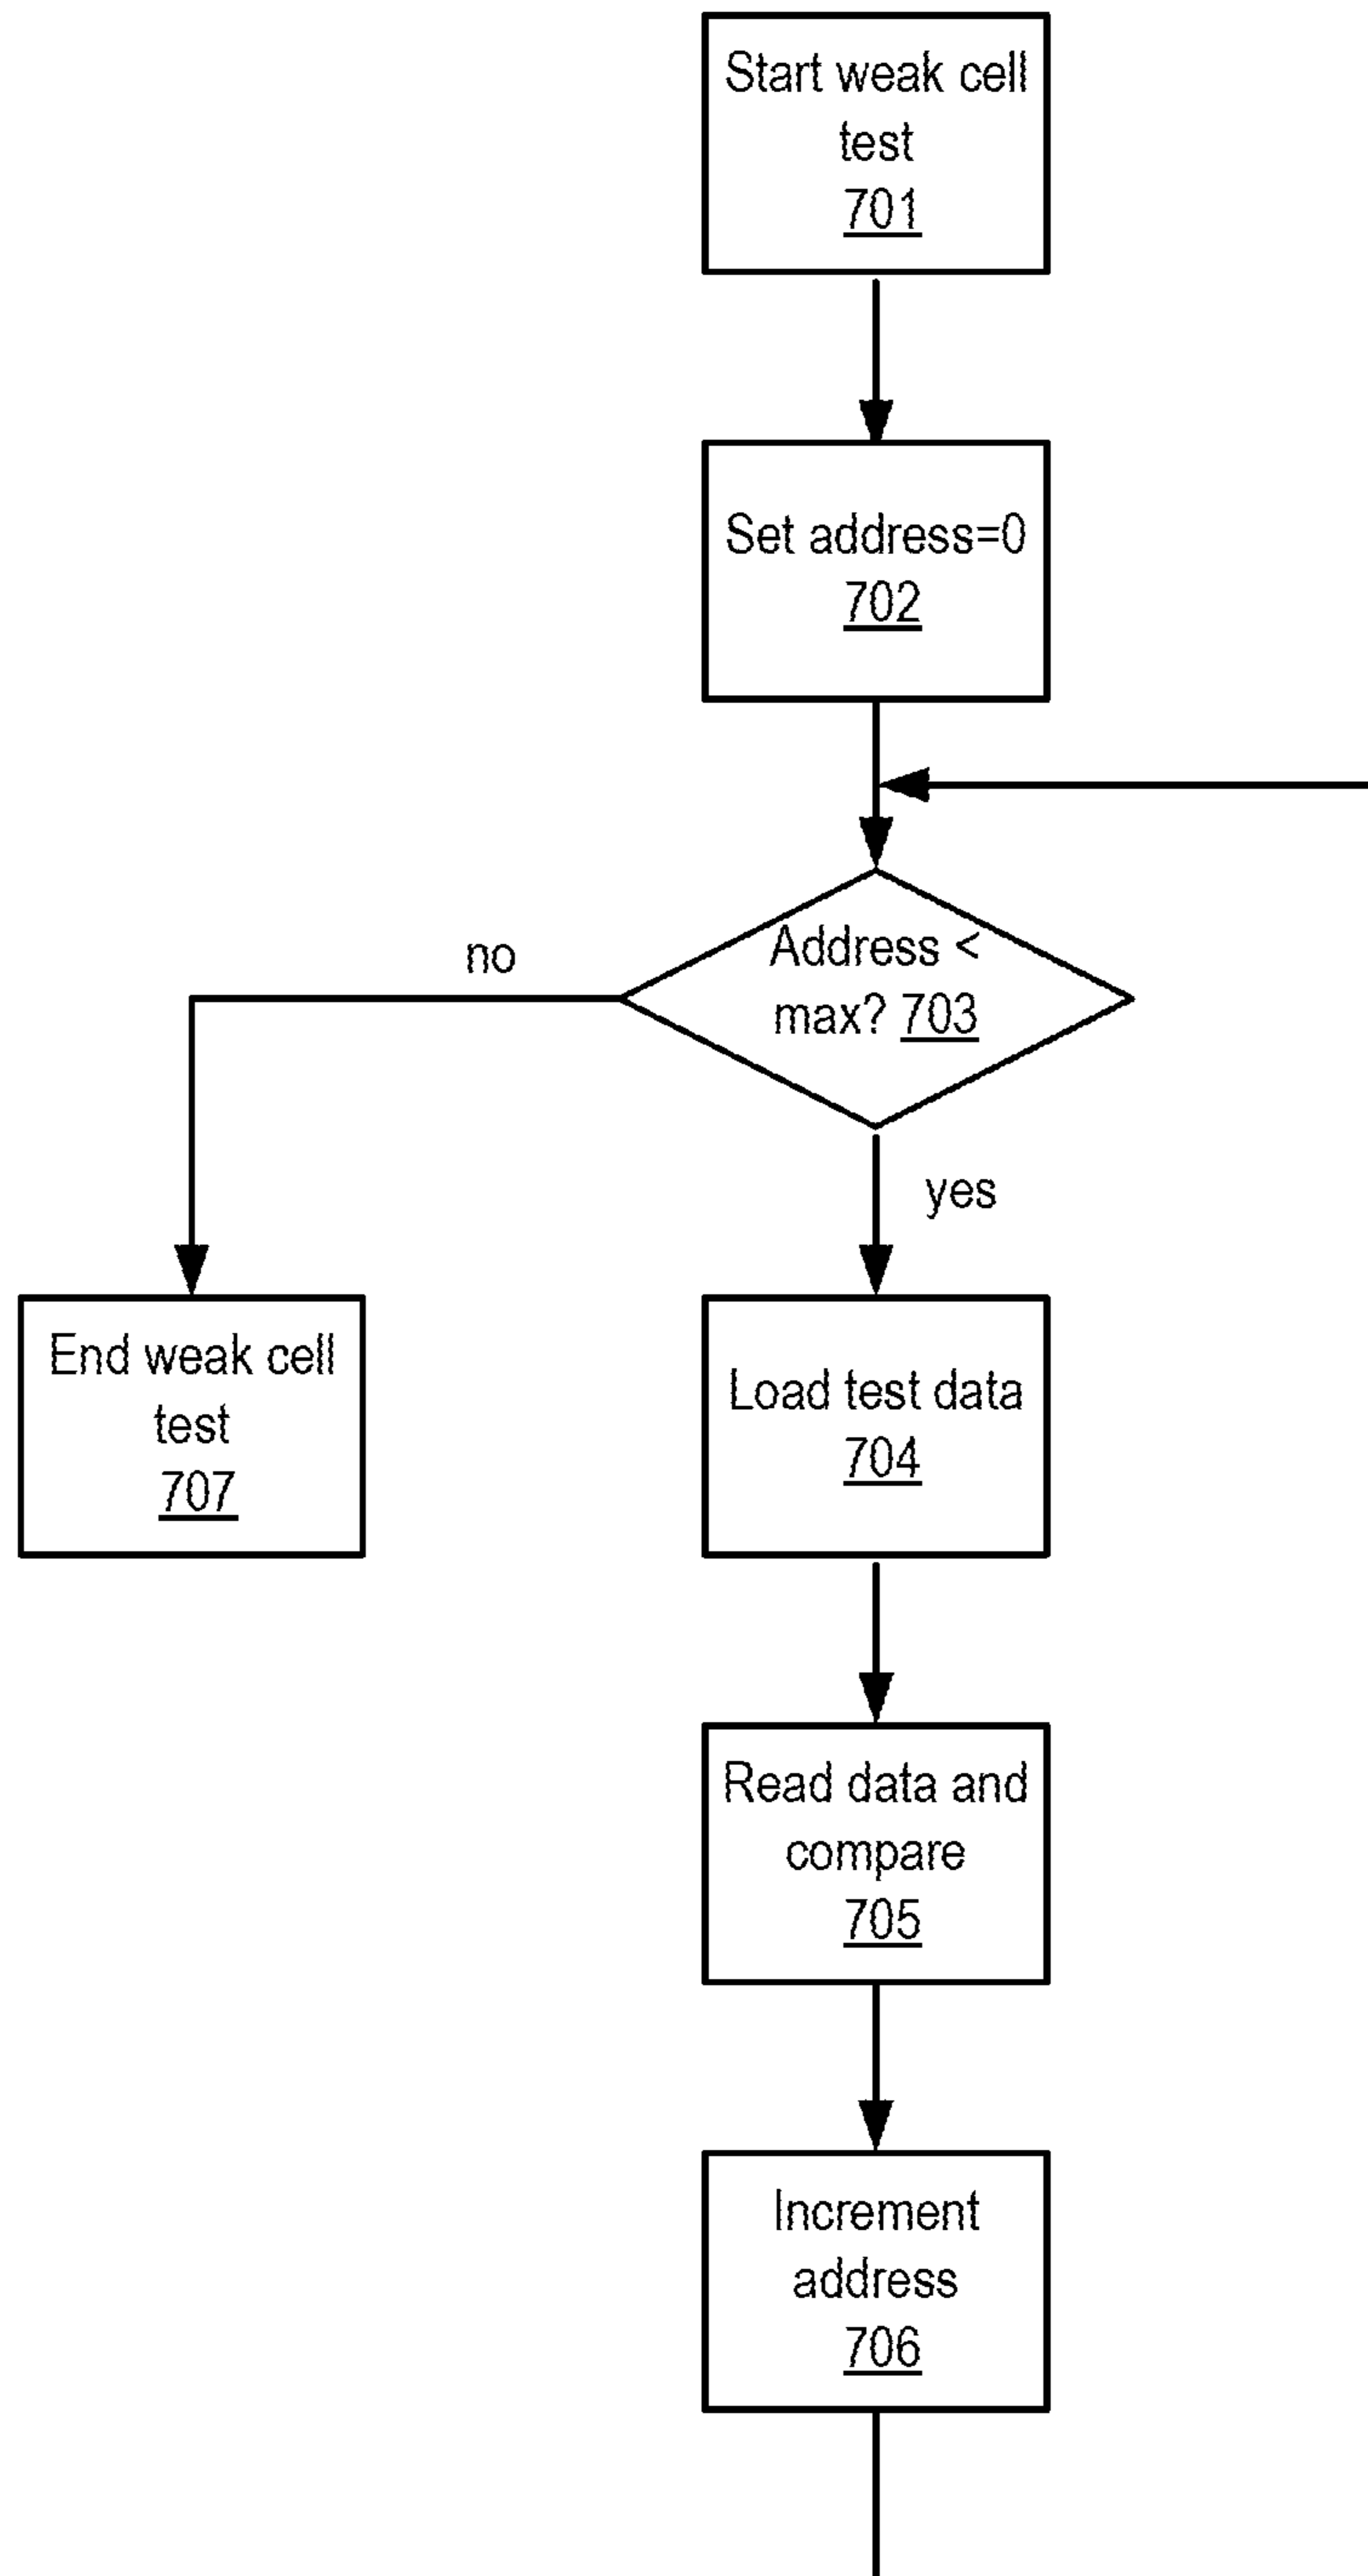 Start weak cell
test
701
Set address=0
702
no
Address <
max? 703
yes
End weak cell
test
707
Load test data
704
Read data and
compare
705
Increment
address
706